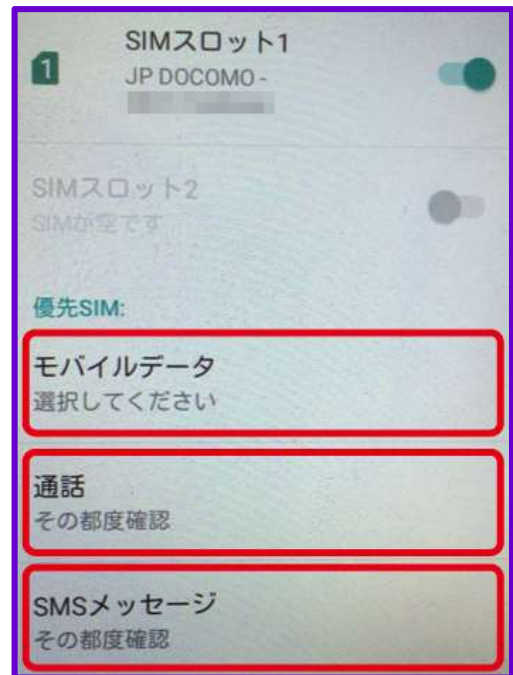 SIMスロット1
1
JP DOCOMO -
SIMスロット2
SIMが空です
優先SIM:
モバイルデータ
選択してください
通話
その都度確認
SMSメッセージ
その都度確認